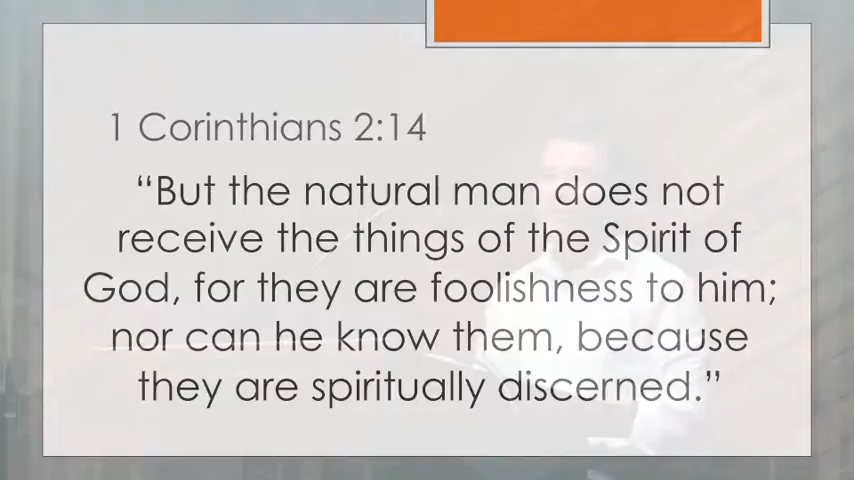 1 Corinthians 2:14
“But the natural man does not
receive the things of the Spirit of
God, for they are foolishness to him;
nor can he know them, because
they are spiritually discerned.”